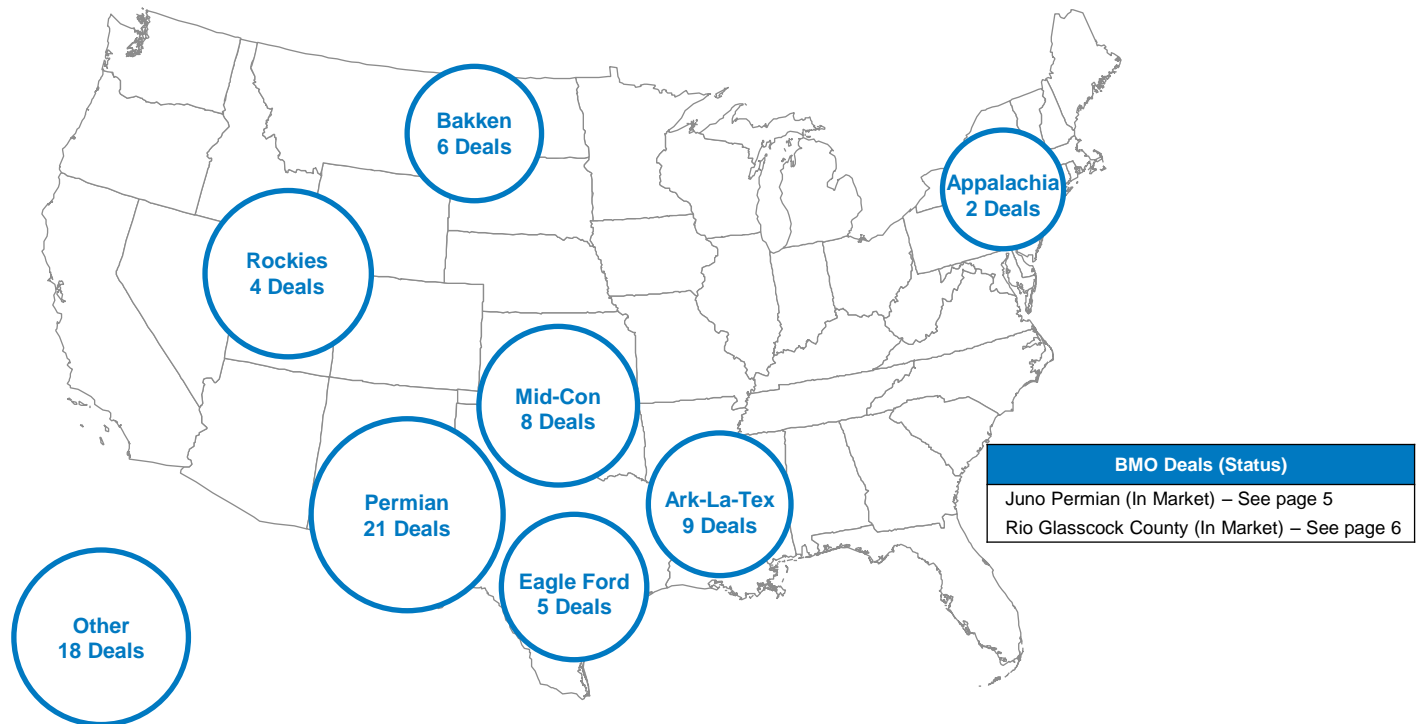 Bakken
6 Deals
Appalachia
2 Deals
Rockies
4 Deals
Mid-Con
8 Deals
Permian
21 Deals
Ark-La-Tex
9 Deals
Eagle Ford
5 Deals
Other
18 Deals
BMO Deals (Status)
Juno Permian (In Market) – See page 5
Rio Glasscock County (In Market) – See page 6